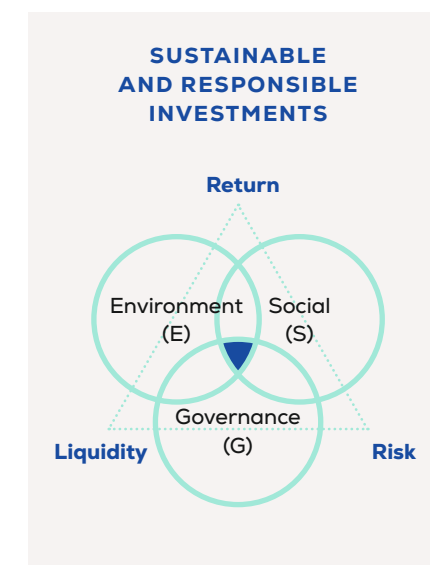 SUSTAINABLE
AND RESPONSIBLE
INVESTMENTS
Return
Environment
(E)
Social
(S)
Governance
(G)
Liquidity
Risk